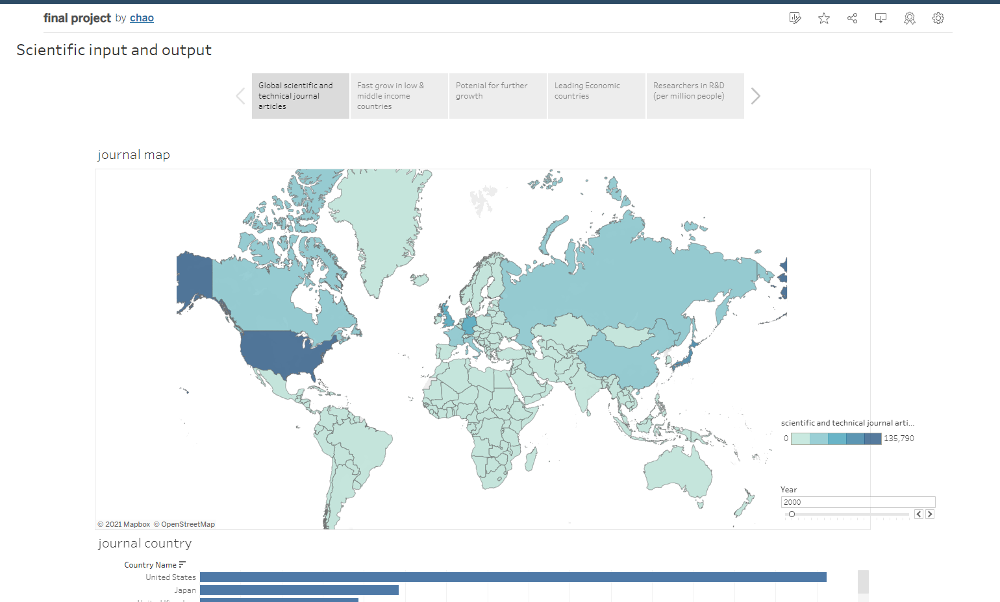 final project by chao
Scientific input and output
Global scientific and
technical journal
articles
Fast grow in low &
middle income
countries
Potenial for further
growth
Leading Economic
countries
Researchers in R&D
(per million people)
journal map
scientific and technical journal arti...
0
135,790
Year
2000
© 2021 Mapbox © OpenStreetMap
journal country
Country Name
United States
Japan